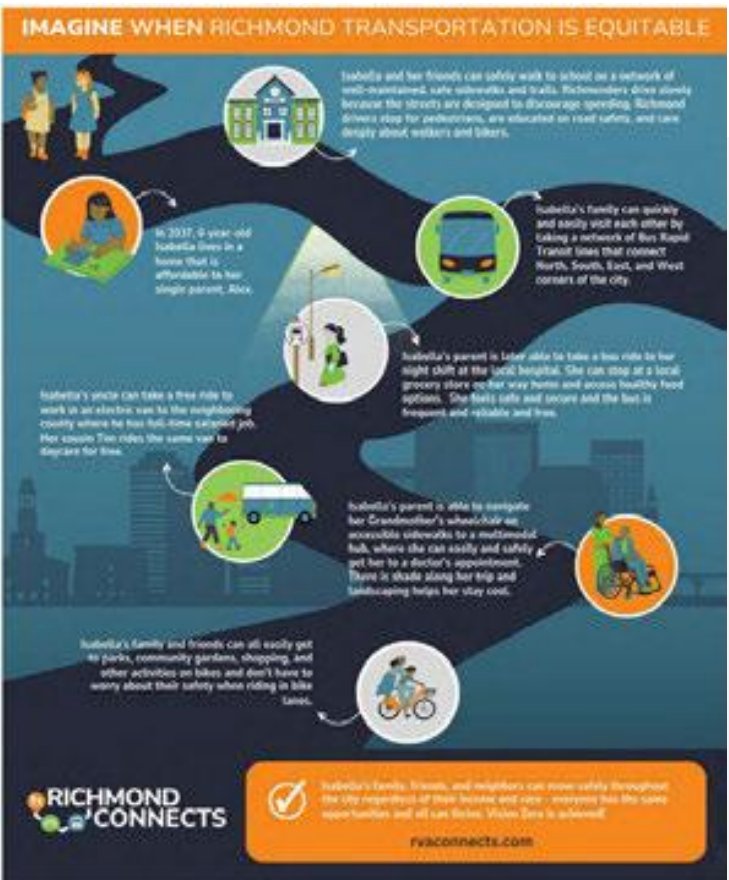 IMAGINE WHEN RICHMOND TRANSPORTATION IS EQUITABLE
Isabella and her friends can safely walk to school on a network of
well-maintained, safe sidewalks and trails. Richmonders drive slowly
because the streets are designed to discourage speeding. Richmond
drivers stop for pedestrians, are educated on road safety, and care
deeply about walkers and bikers.
In 2037, 6-year-old
Isabella lives in a
home that is
affordable to her
single parent, Alex.
Isabella's family can quickly
and easily visit each other by
taking a network of Bus Rapid
Transit lines that connect
North, South, East, and West
corners of the city.
Isabella's parent is later able to take a bus ride to her
night shift at the local hospital. She can stop at a local
grocery store on her way home and access healthy food
options. She feels safe and secure and the bus is
frequent and reliable and free.
Isabella's uncle can take a free ride to
work in an electric van to the neighboring
county where he has full-time salaried job.
Her cousin Tim rides the same van to
daycare for free.
Isabella's parent is able to navigate
her Grandmother's wheelchair on
accessible sidewalks to a multimodal
hub, where she can easily and safely
get her to a doctor's appointment.
There is shade along her trip and
landscaping helps her stay cool.
Isabella's family and friends can all easily get
to parks, community gardens, shopping, and
other activities on bikes and don't have to
worry about their safety when riding in bike
lanes.
RICHMOND
CONNECTS
Isabella's family, friends, and neighbors can move safely throughout
the city regardless of their income and race - everyone has the same
opportunities and all can thrive. Vision Zero is achieved!
rvaconnects.com